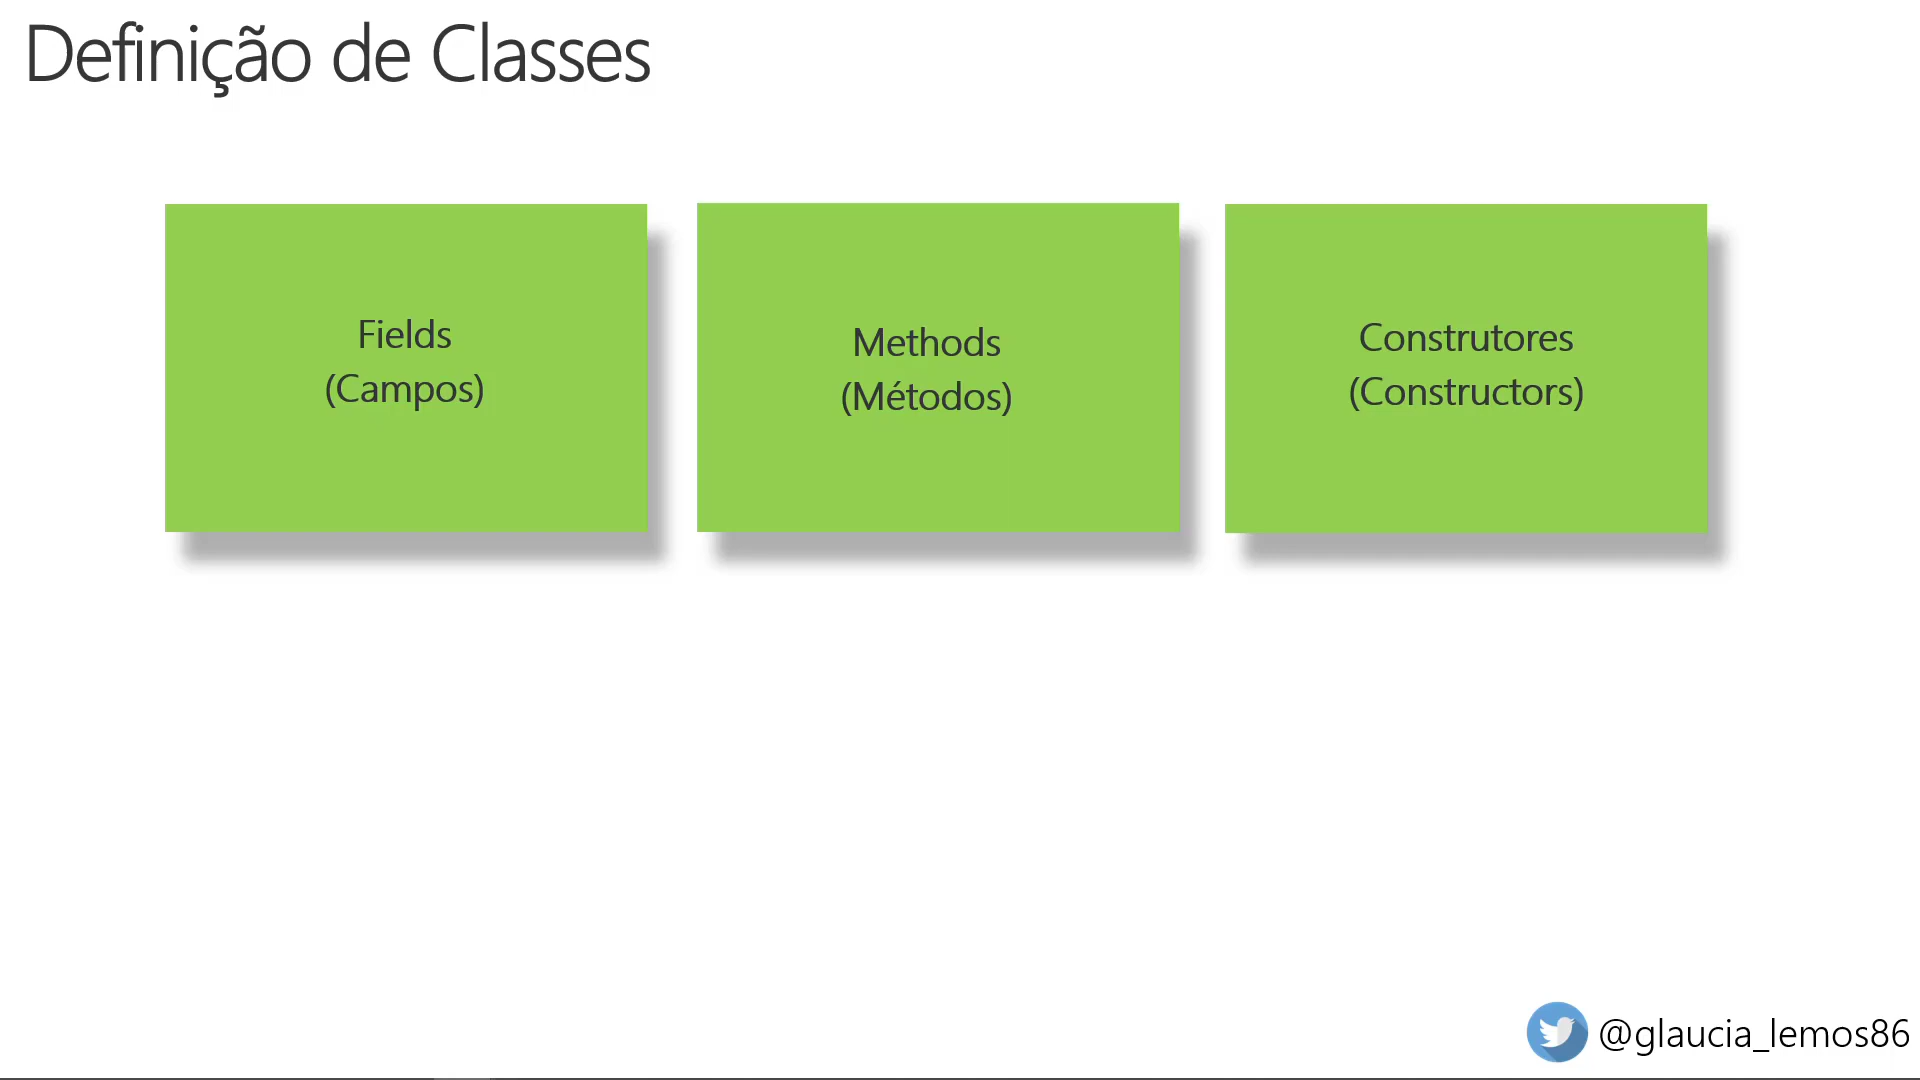 Definição de Classes
Fields
(Campos)
Methods
(Métodos)
Construtores
(Constructors)
@glaucia_lemos86